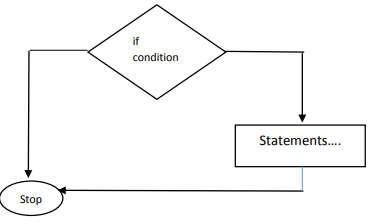 if
condition
Statements....
Stop